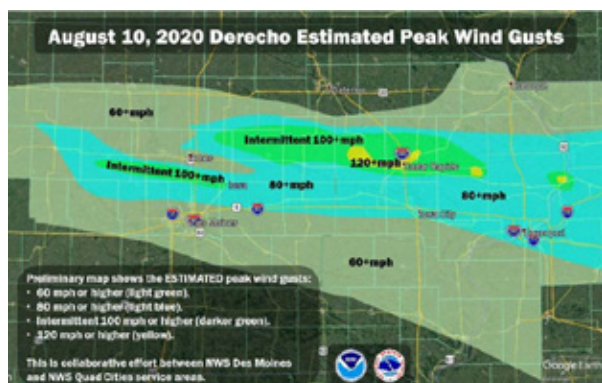 August 10, 2020 Derecho Estimated Peak Wind Gusts
60+mph
Intermittent 100+mph
120+mph
Intermittent 100+mph
80+mph
80+mph
Iowa City
60+mph
Preliminary map shows the ESTIMATED peak wind gusts:
• 60 mph or higher (light green).
• 80 mph or higher (light blue).
• Intermittent 100 mph or higher (darker green).
• 120 mph or higher (yellow).
This is collaborative effort between NWS Des Moines
and NWS Quad Cities service areas.
Google Earth